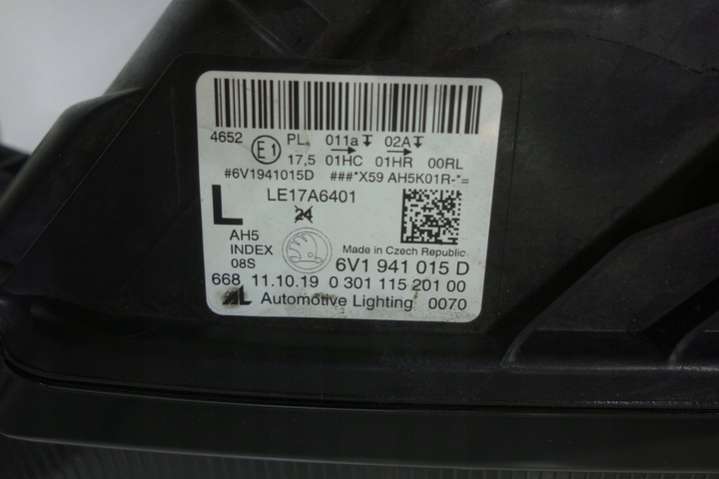 4652 E1 PL. 011a 02A
17,5 01HC 01HR 00RL
#6V1941015D ###*X59 AH5K01R-*=
L LE17A6401
24
AH5
INDEX Made in Czech Republic
08S 6V1 941 015 D
668 11.10.19 0 301 115 201 00
AL Automotive Lighting 0070